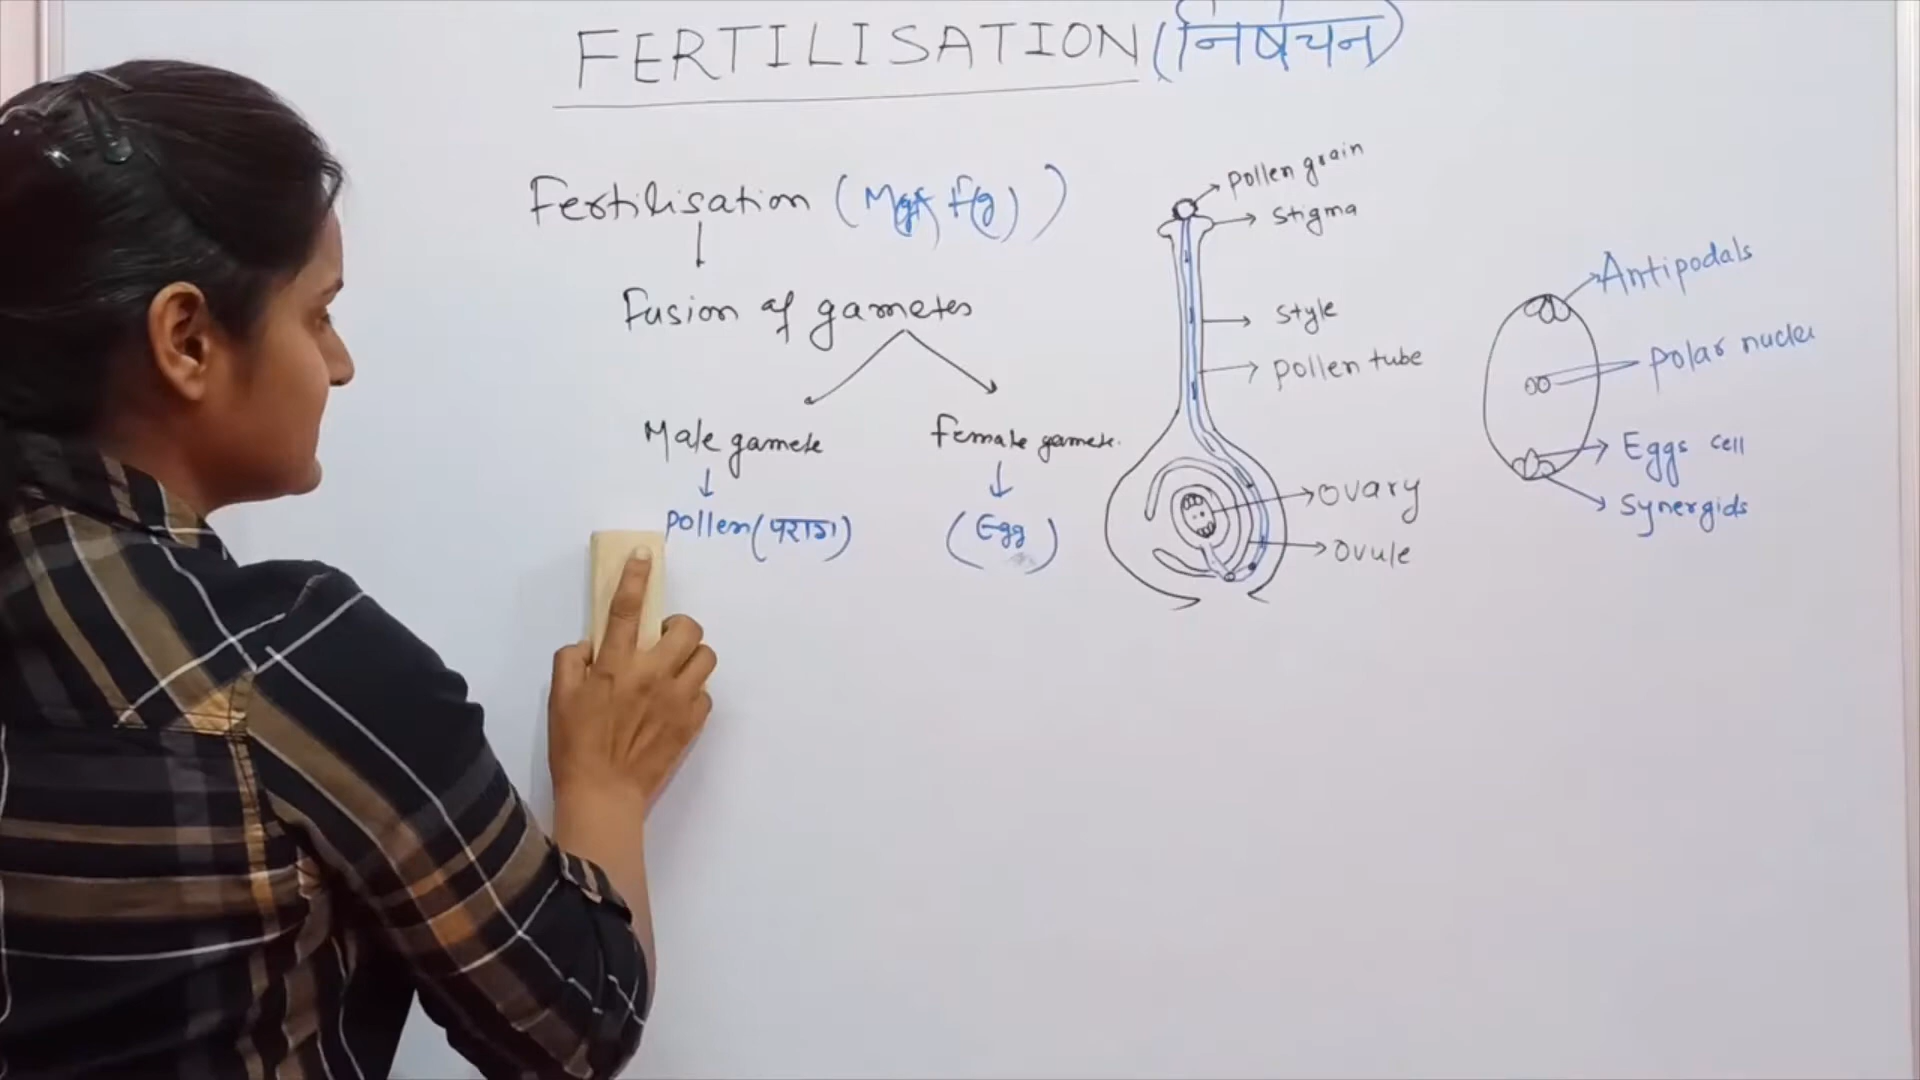 FERTILISATION (निषेचन)
Fertilisation (Mg f(g))
Fusion of gametes
Male gamete
Female gamete.
pollen (पराग)
(Egg)
pollen grain
stigma
style
pollen tube
ovary
ovule
Antipodals
polar nuclei
Eggs cell
synergids